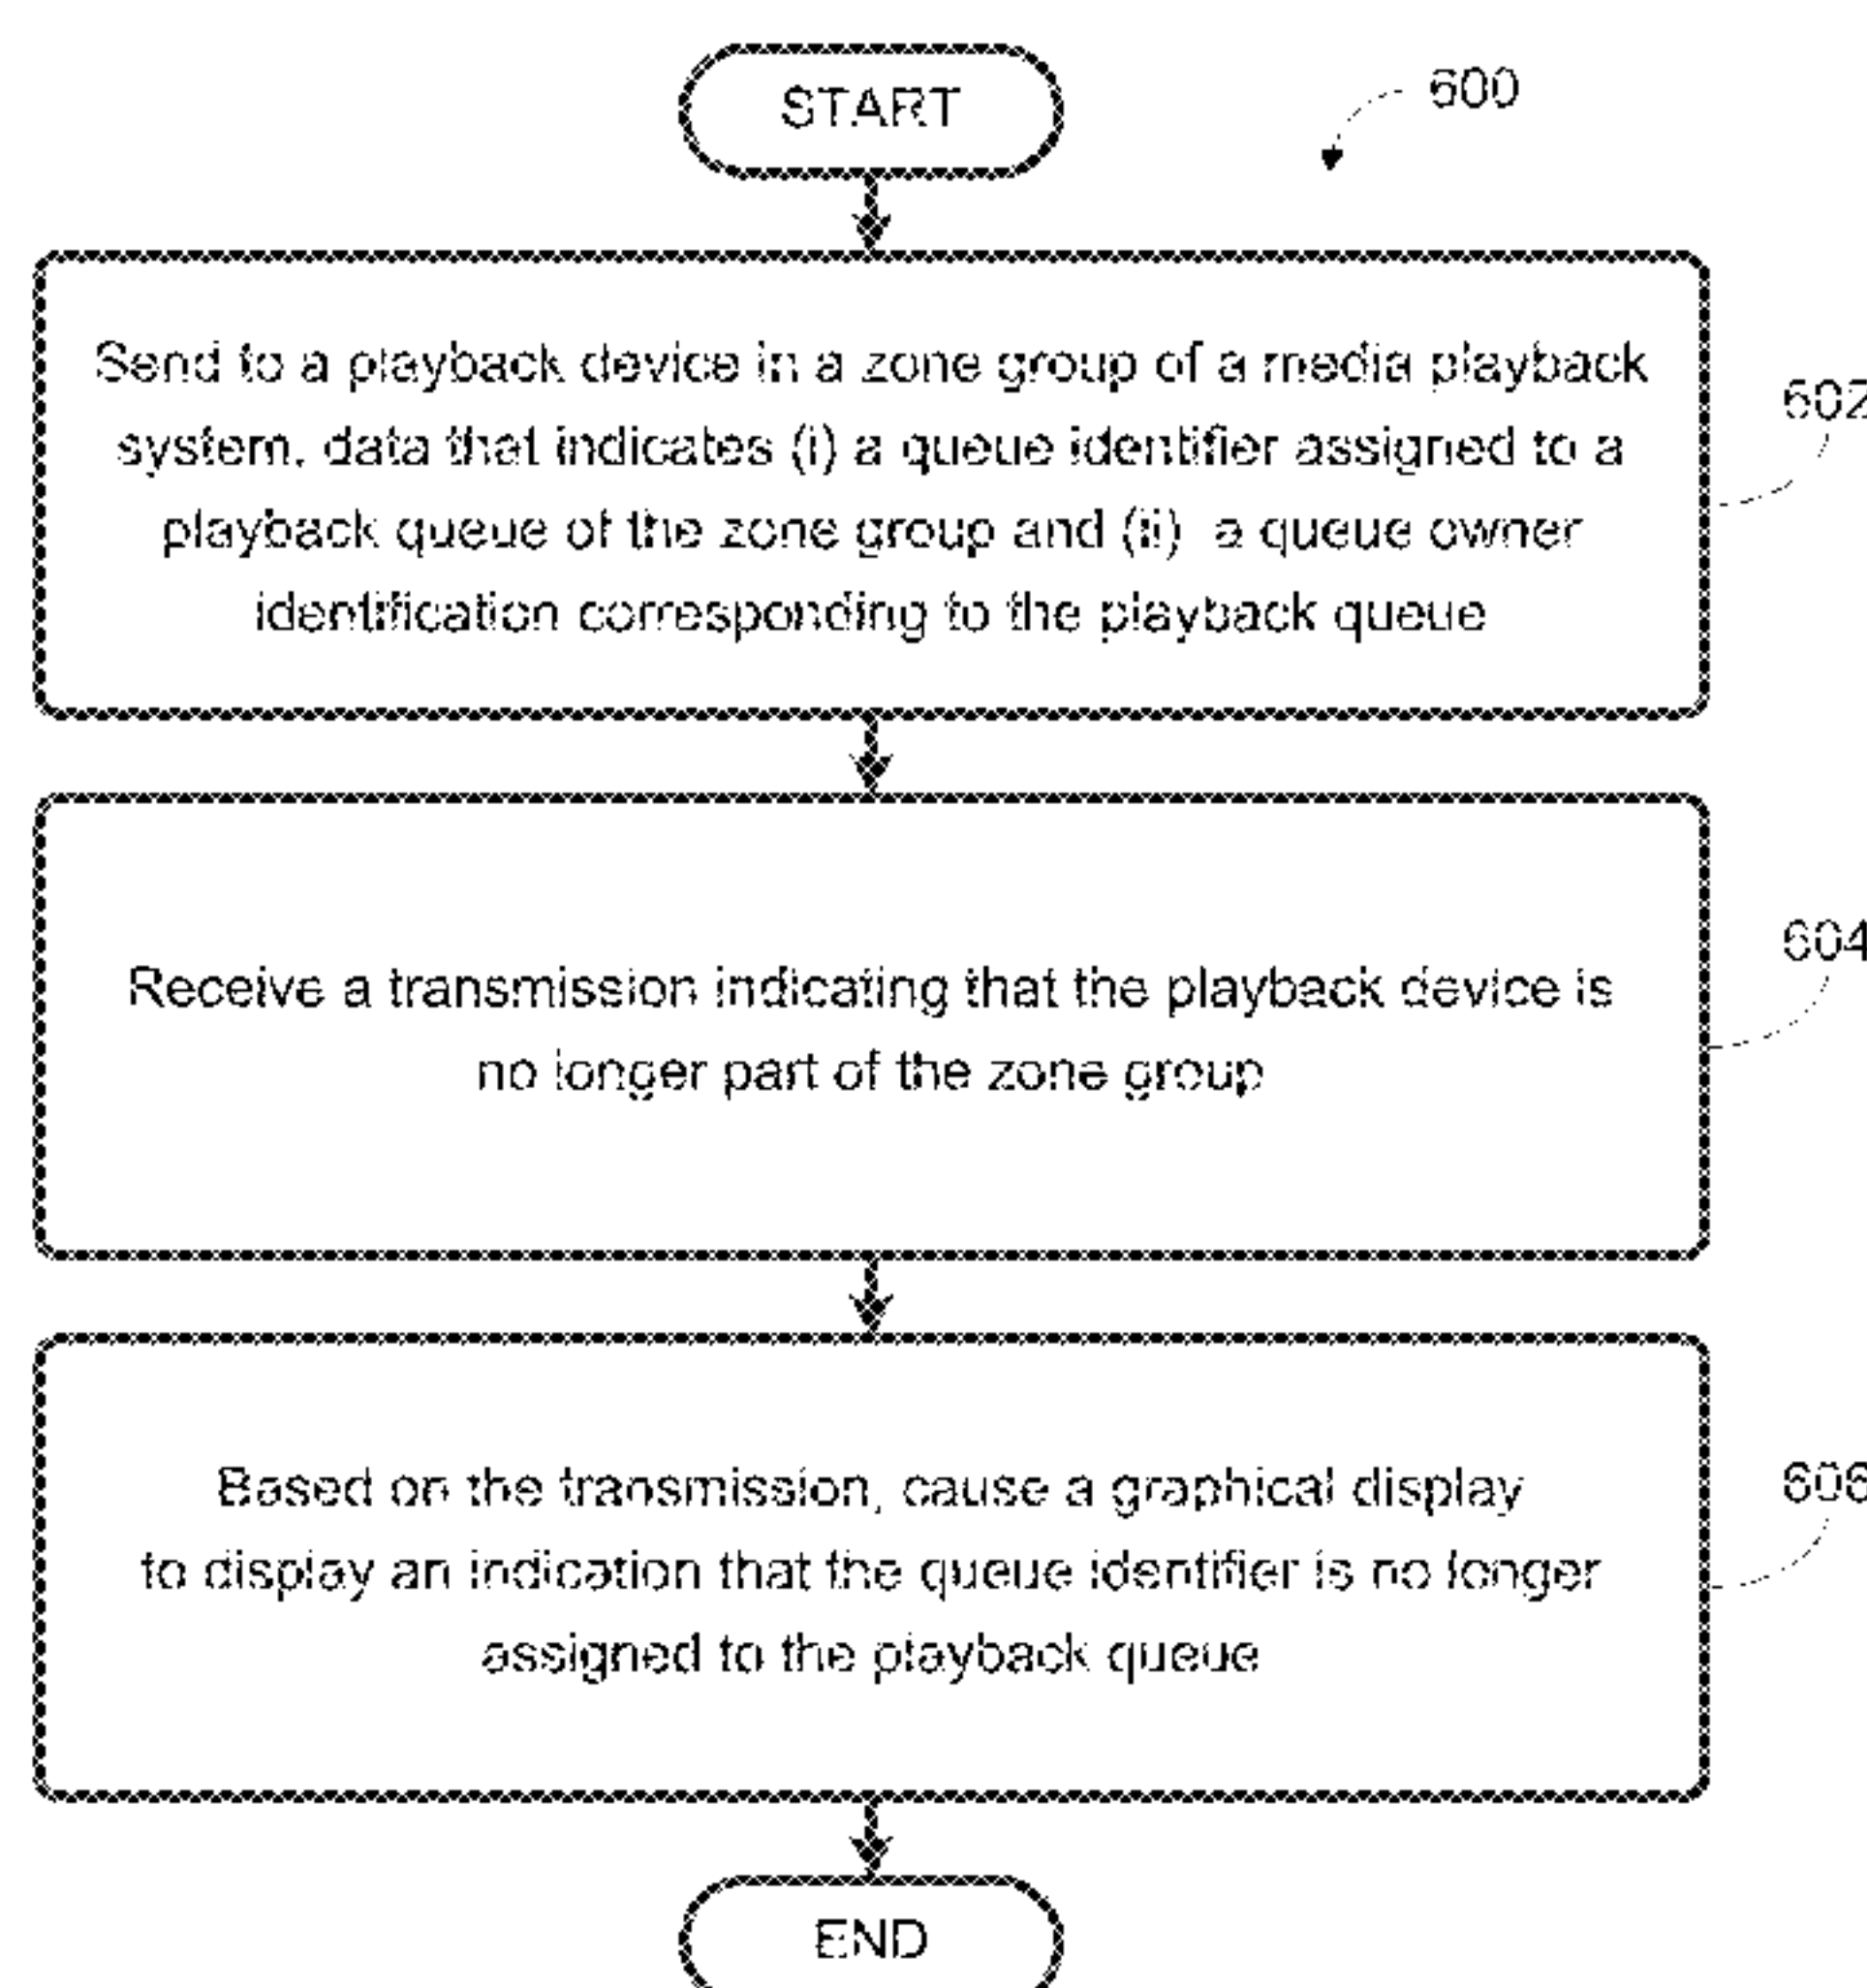 START
600
Send to a playback device in a zone group of a media playback
system, data that indicates (i) a queue identifier assigned to a
playback queue of the zone group and (ii) a queue owner
identification corresponding to the playback queue
602
Receive a transmission indicating that the playback device is
no longer part of the zone group
604
Based on the transmission, cause a graphical display
to display an indication that the queue identifier is no longer
assigned to the playback queue
606
END